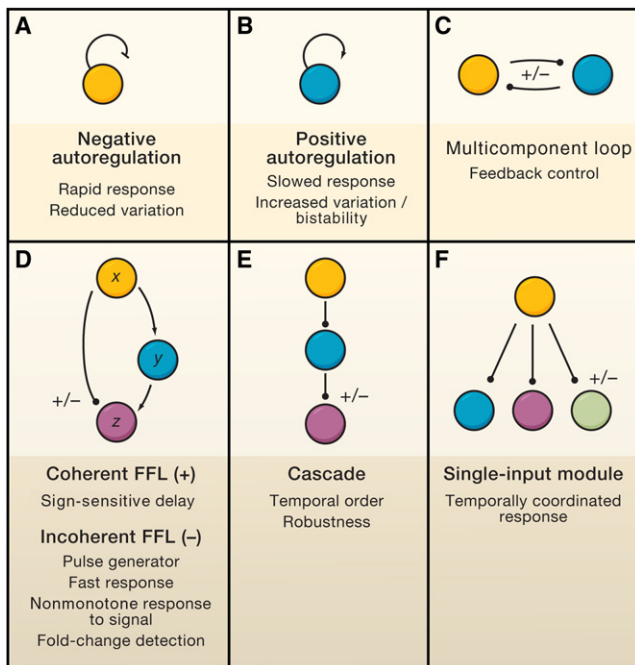 A
Negative
autoregulation
Rapid response
Reduced variation
B
Positive
autoregulation
Slowed response
Increased variation /
bistability
C
+/−
Multicomponent loop
Feedback control
D
x
y
+/−
z
Coherent FFL (+)
Sign-sensitive delay
Incoherent FFL (−)
Pulse generator
Fast response
Nonmonotone response
to signal
Fold-change detection
E
+/−
Cascade
Temporal order
Robustness
F
+/−
Single-input module
Temporally coordinated
response